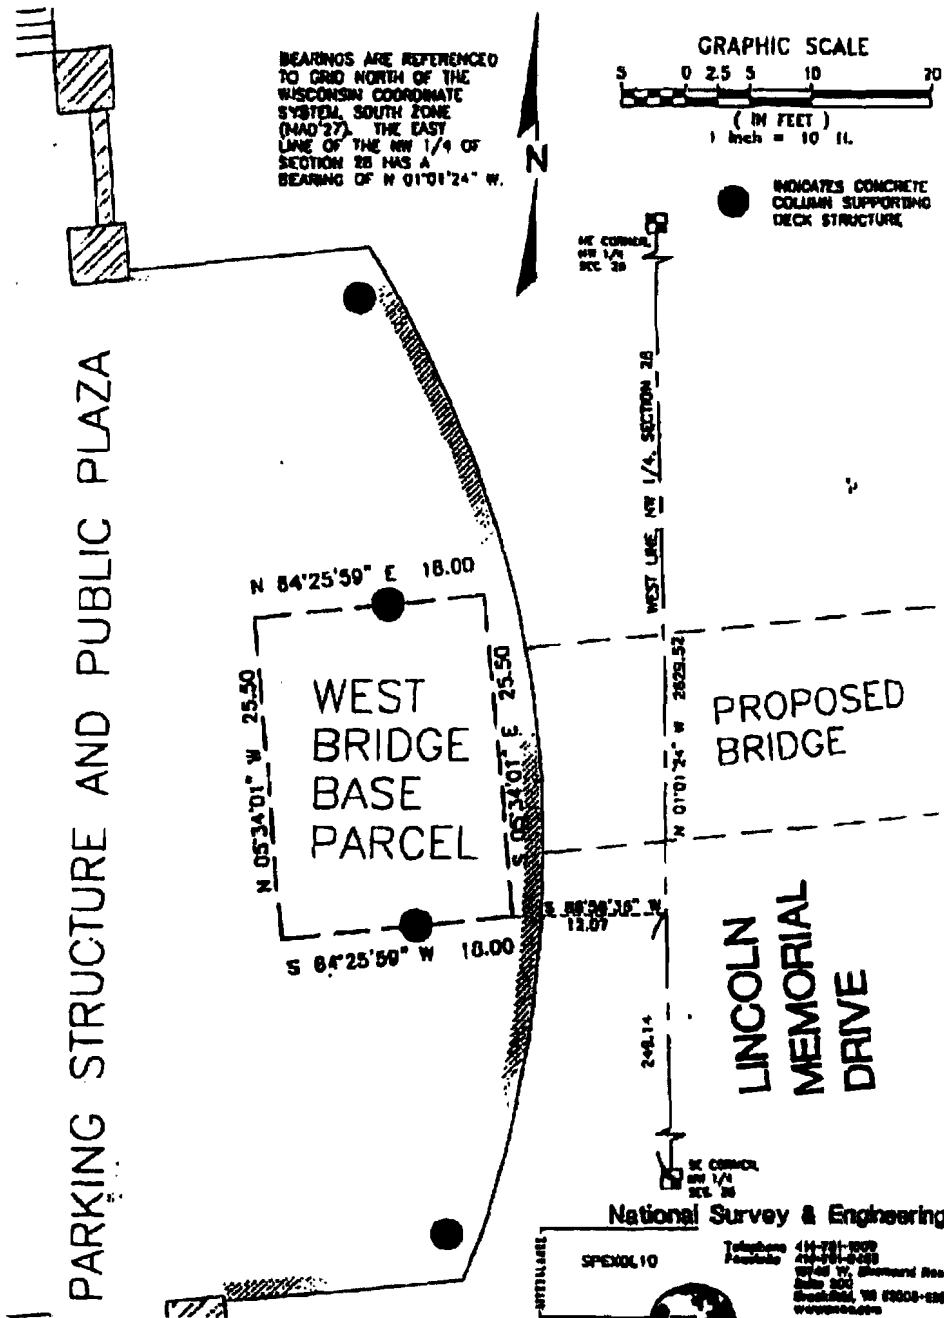 BEARINGS ARE REFERENCED
TO GRID NORTH OF THE
WISCONSIN COORDINATE
SYSTEM, SOUTH ZONE
(NAD'27). THE EAST
LINE OF THE NW 1/4 OF
SECTION 28 HAS A
BEARING OF N 01°01'24" W.
N
GRAPHIC SCALE
5 0 2.5 5 10 20
( IN FEET )
1 inch = 10 ft.
INDICATES CONCRETE
COLUMN SUPPORTING
DECK STRUCTURE
NE CORNER,
NW 1/4
SEC. 28
WEST LINE, NW 1/4, SECTION 28
N 01°01'24" W 2629.52
PARKING STRUCTURE AND PUBLIC PLAZA
N 84°25'59" E 18.00
N 05°34'01" W 25.50
WEST
BRIDGE
BASE
PARCEL
S 05°34'01" E 25.50
S 84°25'59" W 18.00
PROPOSED
BRIDGE
W
12.07
248.14
LINCOLN
MEMORIAL
DRIVE
SE CORNER,
NW 1/4
SEC. 28
National Survey & Engineering
SPEXOL10
Telephone
Suite 300